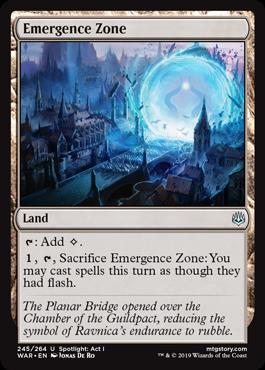 Emergence Zone
Land
: Add .
1, , Sacrifice Emergence Zone: You
may cast spells this turn as though they
had flash.
The Planar Bridge opened over the
Chamber of the Guildpact, reducing the
symbol of Ravnica's endurance to rubble.
245/264 U Spotlight: Act I mtgstory.com
WAR • EN Jonas De Ro ™ & © 2019 Wizards of the Coast